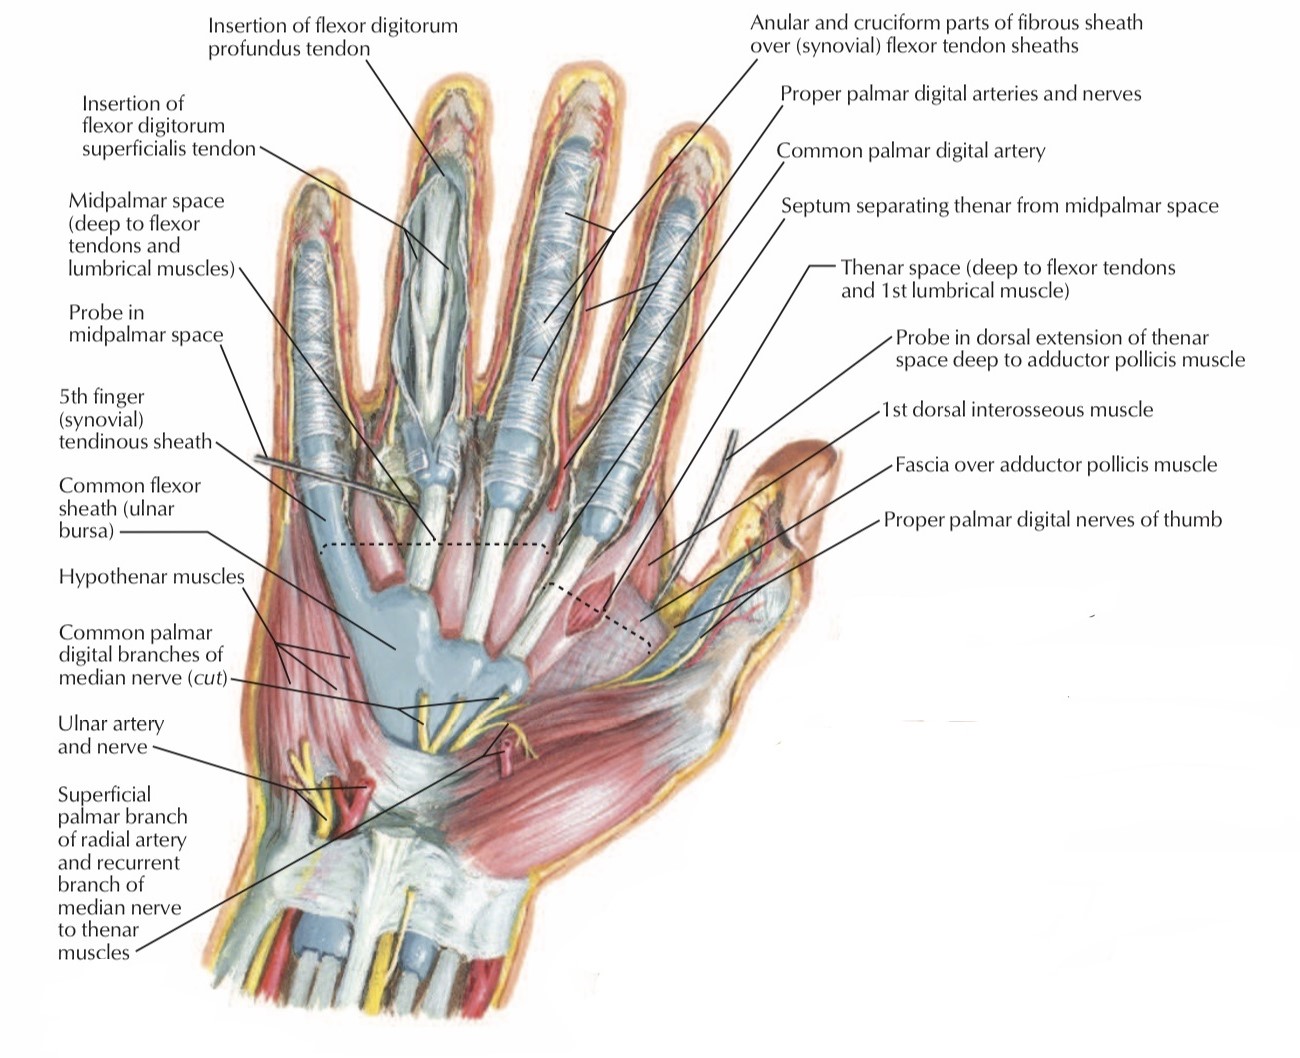 Insertion of flexor digitorum
profundus tendon
Insertion of
flexor digitorum
superficialis tendon
Midpalmar space
(deep to flexor
tendons and
lumbrical muscles)
Probe in
midpalmar space
5th finger
(synovial)
tendinous sheath
Common flexor
sheath (ulnar
bursa)
Hypothenar muscles
Common palmar
digital branches of
median nerve (cut)
Ulnar artery
and nerve
Superficial
palmar branch
of radial artery
and recurrent
branch of
median nerve
to thenar
muscles
Anular and cruciform parts of fibrous sheath
over (synovial) flexor tendon sheaths
Proper palmar digital arteries and nerves
Common palmar digital artery
Septum separating thenar from midpalmar space
Thenar space (deep to flexor tendons
and 1st lumbrical muscle)
Probe in dorsal extension of thenar
space deep to adductor pollicis muscle
1st dorsal interosseous muscle
Fascia over adductor pollicis muscle
Proper palmar digital nerves of thumb